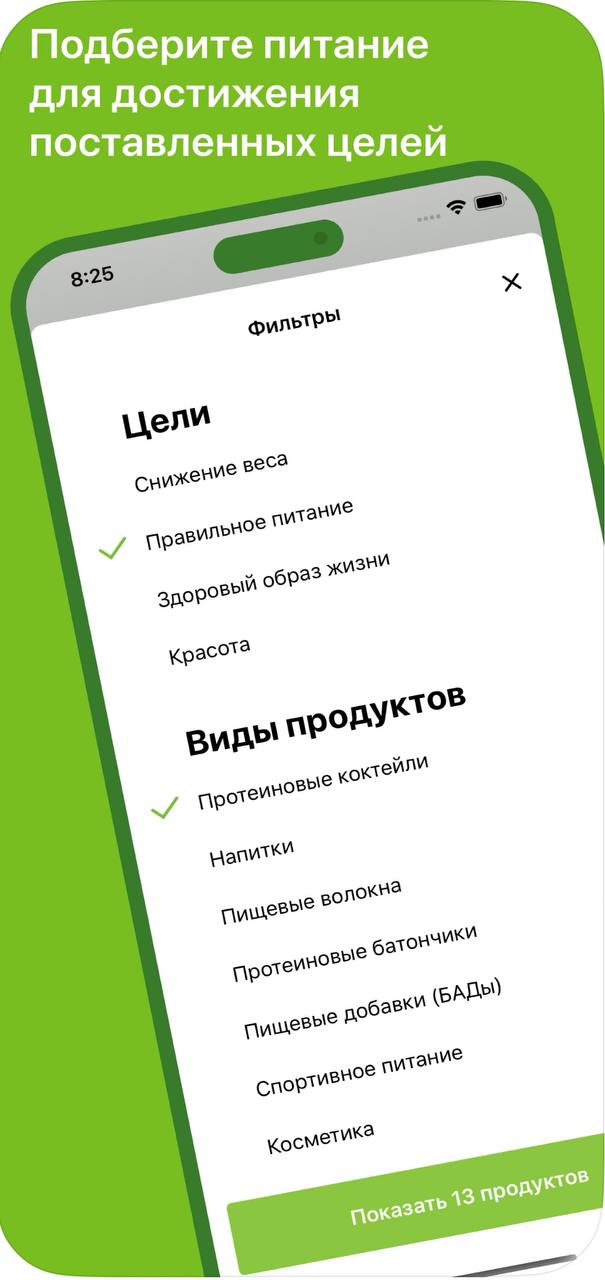 Подберите питание
для достижения
поставленных целей
8:25
Фильтры
Цели
Снижение веса
Правильное питание
Здоровый образ жизни
Красота
Виды продуктов
Протеиновые коктейли
Напитки
Пищевые волокна
Протеиновые батончики
Пищевые добавки (БАДы)
Спортивное питание
Косметика
Показать 13 продуктов